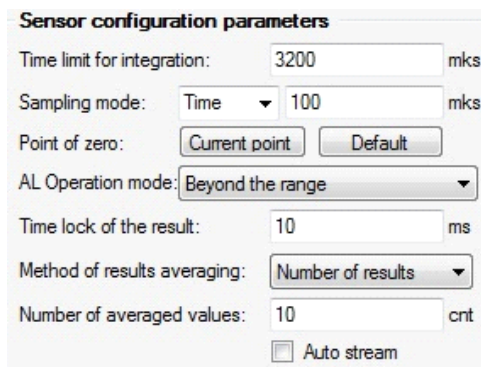 Sensor configuration parameters
Time limit for integration: 3200 mks
Sampling mode: Time 100 mks
Point of zero: Current point Default
AL Operation mode: Beyond the range
Time lock of the result: 10 ms
Method of results averaging: Number of results
Number of averaged values: 10 cnt
Auto stream